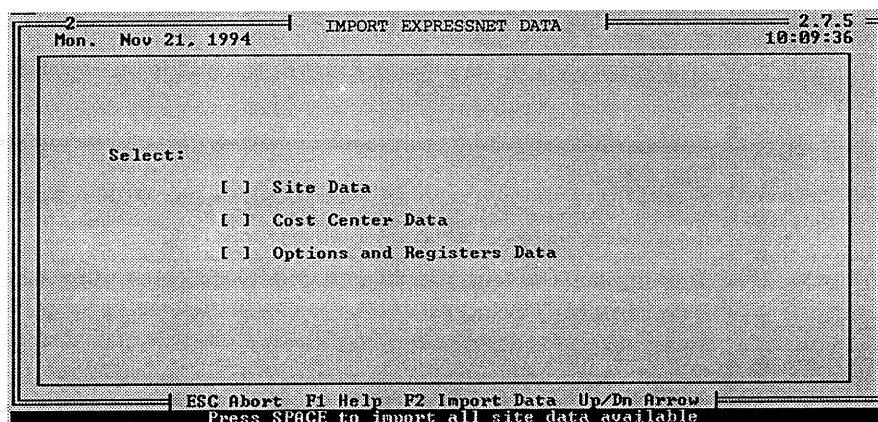 2 IMPORT EXPRESSNET DATA 2.7.5
Mon. Nov 21, 1994 10:09:36
Select:
[ ] Site Data
[ ] Cost Center Data
[ ] Options and Registers Data
ESC Abort F1 Help F2 Import Data Up/Dn Arrow
Press SPACE to import all site data available